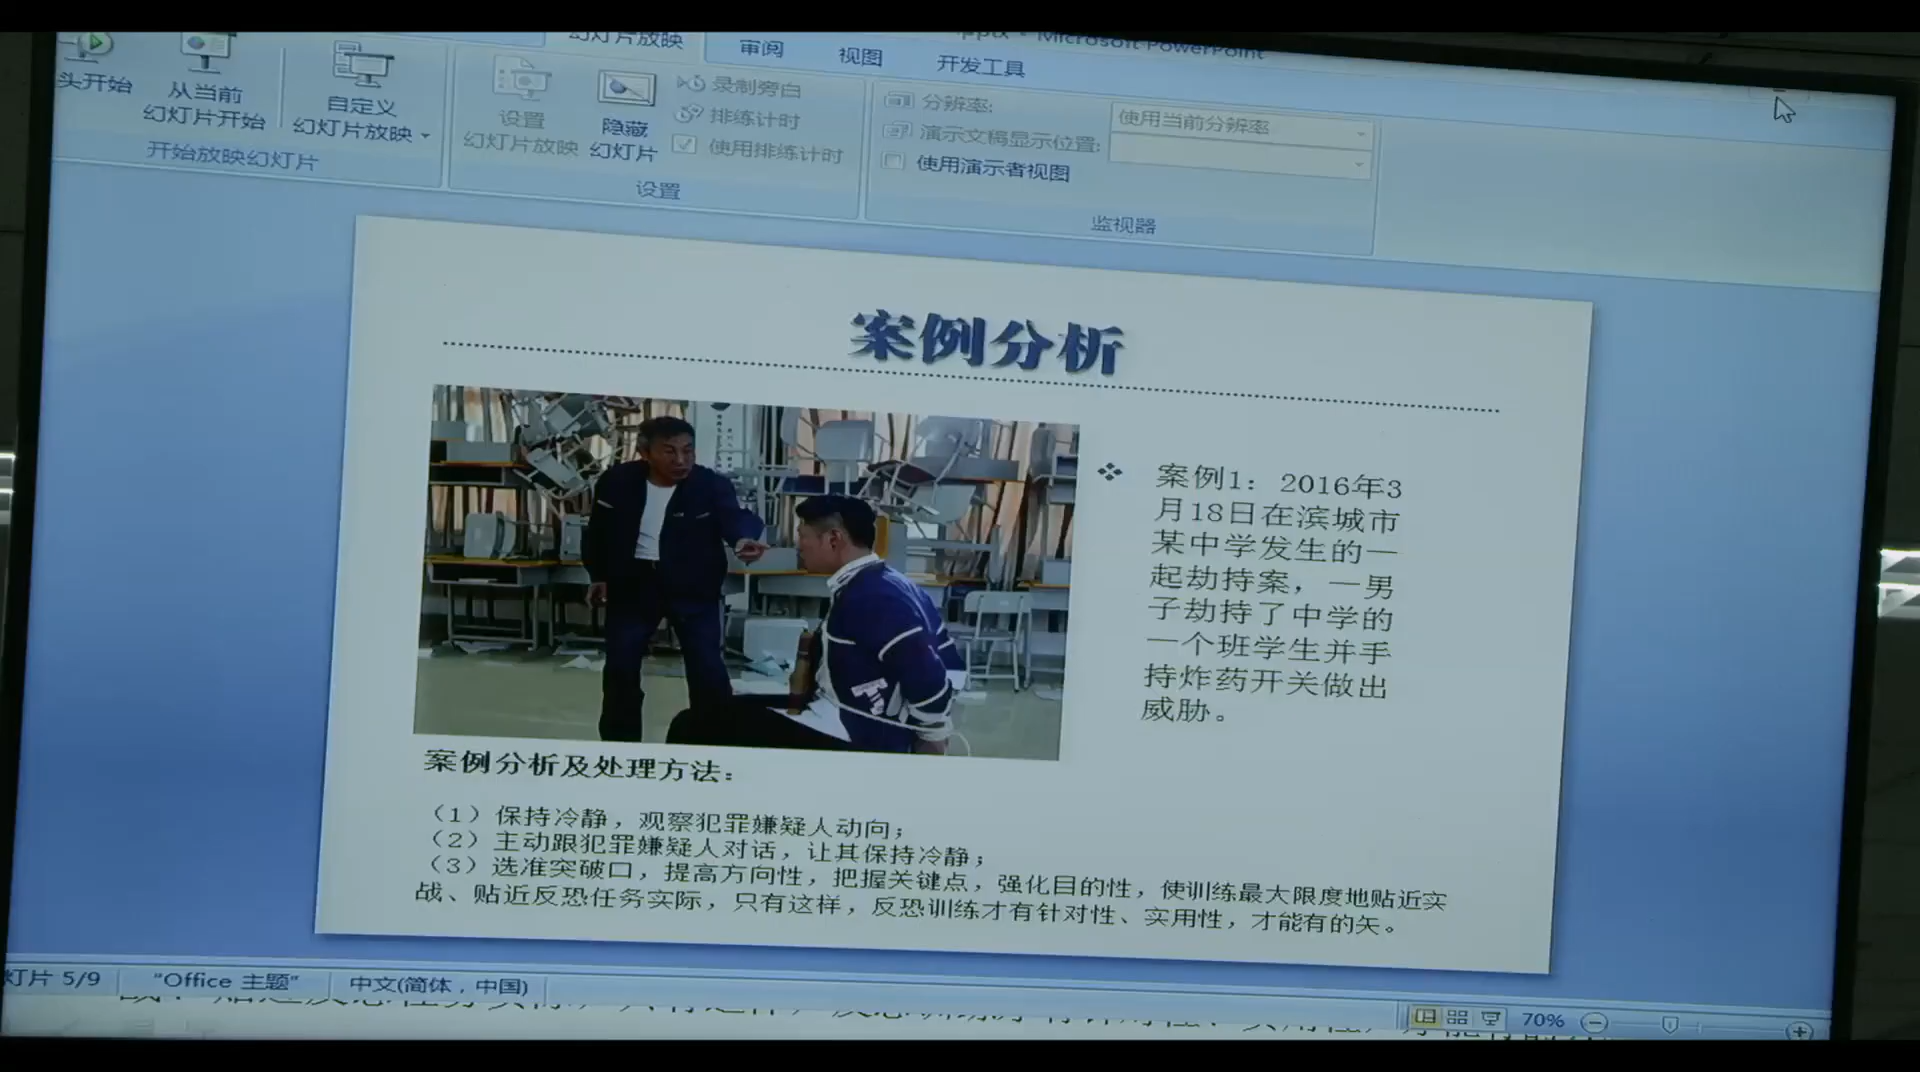 幻灯片放映
审阅
视图
开发工具
Microsoft PowerPoint
头开始
从当前
幻灯片开始
自定义
幻灯片放映
设置
幻灯片放映
隐藏
幻灯片
录制旁白
排练计时
使用排练计时
分辨率:
使用当前分辨率
演示文稿显示位置:
使用演示者视图
开始放映幻灯片
设置
监视器
案例分析
案例1：2016年3
月18日在滨城市
某中学发生的一
起劫持案，一男
子劫持了中学的
一个班学生并手
持炸药开关做出
威胁。
案例分析及处理方法：
（1）保持冷静，观察犯罪嫌疑人动向；
（2）主动跟犯罪嫌疑人对话，让其保持冷静；
（3）选准突破口，提高方向性，把握关键点，强化目的性，使训练最大限度地贴近实
战、贴近反恐任务实际，只有这样，反恐训练才有针对性、实用性，才能有的矢。
灯片 5/9
“Office 主题”
中文(简体，中国)
70%